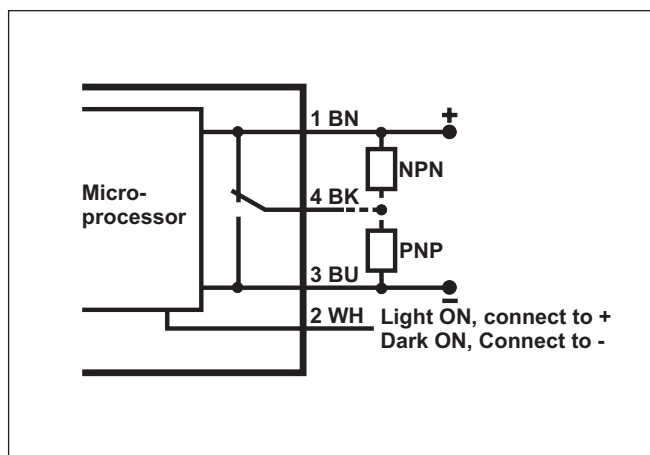 1 BN
+
NPN
Micro-
processor
4 BK
PNP
3 BU
-
2 WH
Light ON, connect to +
Dark ON, Connect to -